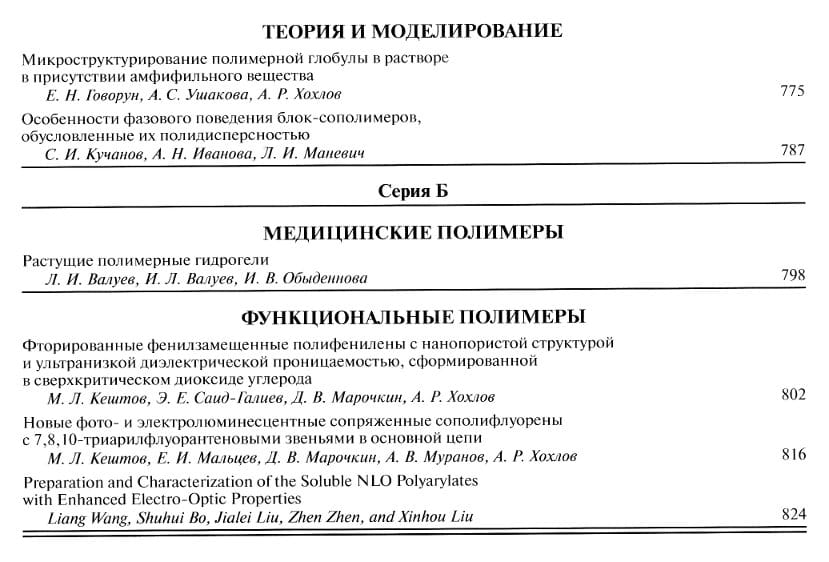 ТЕОРИЯ И МОДЕЛИРОВАНИЕ
Микроструктурирование полимерной глобулы в растворе
в присутствии амфифильного вещества
Е. Н. Говорун, А. С. Ушакова, А. Р. Хохлов 775
Особенности фазового поведения блок-сополимеров,
обусловленные их полидисперсностью
С. И. Кучанов, А. Н. Иванова, Л. И. Маневич 787
Серия Б
МЕДИЦИНСКИЕ ПОЛИМЕРЫ
Растущие полимерные гидрогели
Л. И. Валуев, И. Л. Валуев, И. В. Обыденнова 798
ФУНКЦИОНАЛЬНЫЕ ПОЛИМЕРЫ
Фторированные фенилзамещенные полифенилены с нанопористой структурой
и ультранизкой диэлектрической проницаемостью, сформированной
в сверхкритическом диоксиде углерода
М. Л. Кештов, Э. Е. Саид-Галиев, Д. В. Марочкин, А. Р. Хохлов 802
Новые фото- и электролюминесцентные сопряженные сополифлуорены
с 7,8,10-триарилфлуорантеновыми звеньями в основной цепи
М. Л. Кештов, Е. И. Мальцев, Д. В. Марочкин, А. В. Муранов, А. Р. Хохлов 816
Preparation and Characterization of the Soluble NLO Polyarylates
with Enhanced Electro-Optic Properties
Liang Wang, Shuhui Bo, Jialei Liu, Zhen Zhen, and Xinhou Liu 824